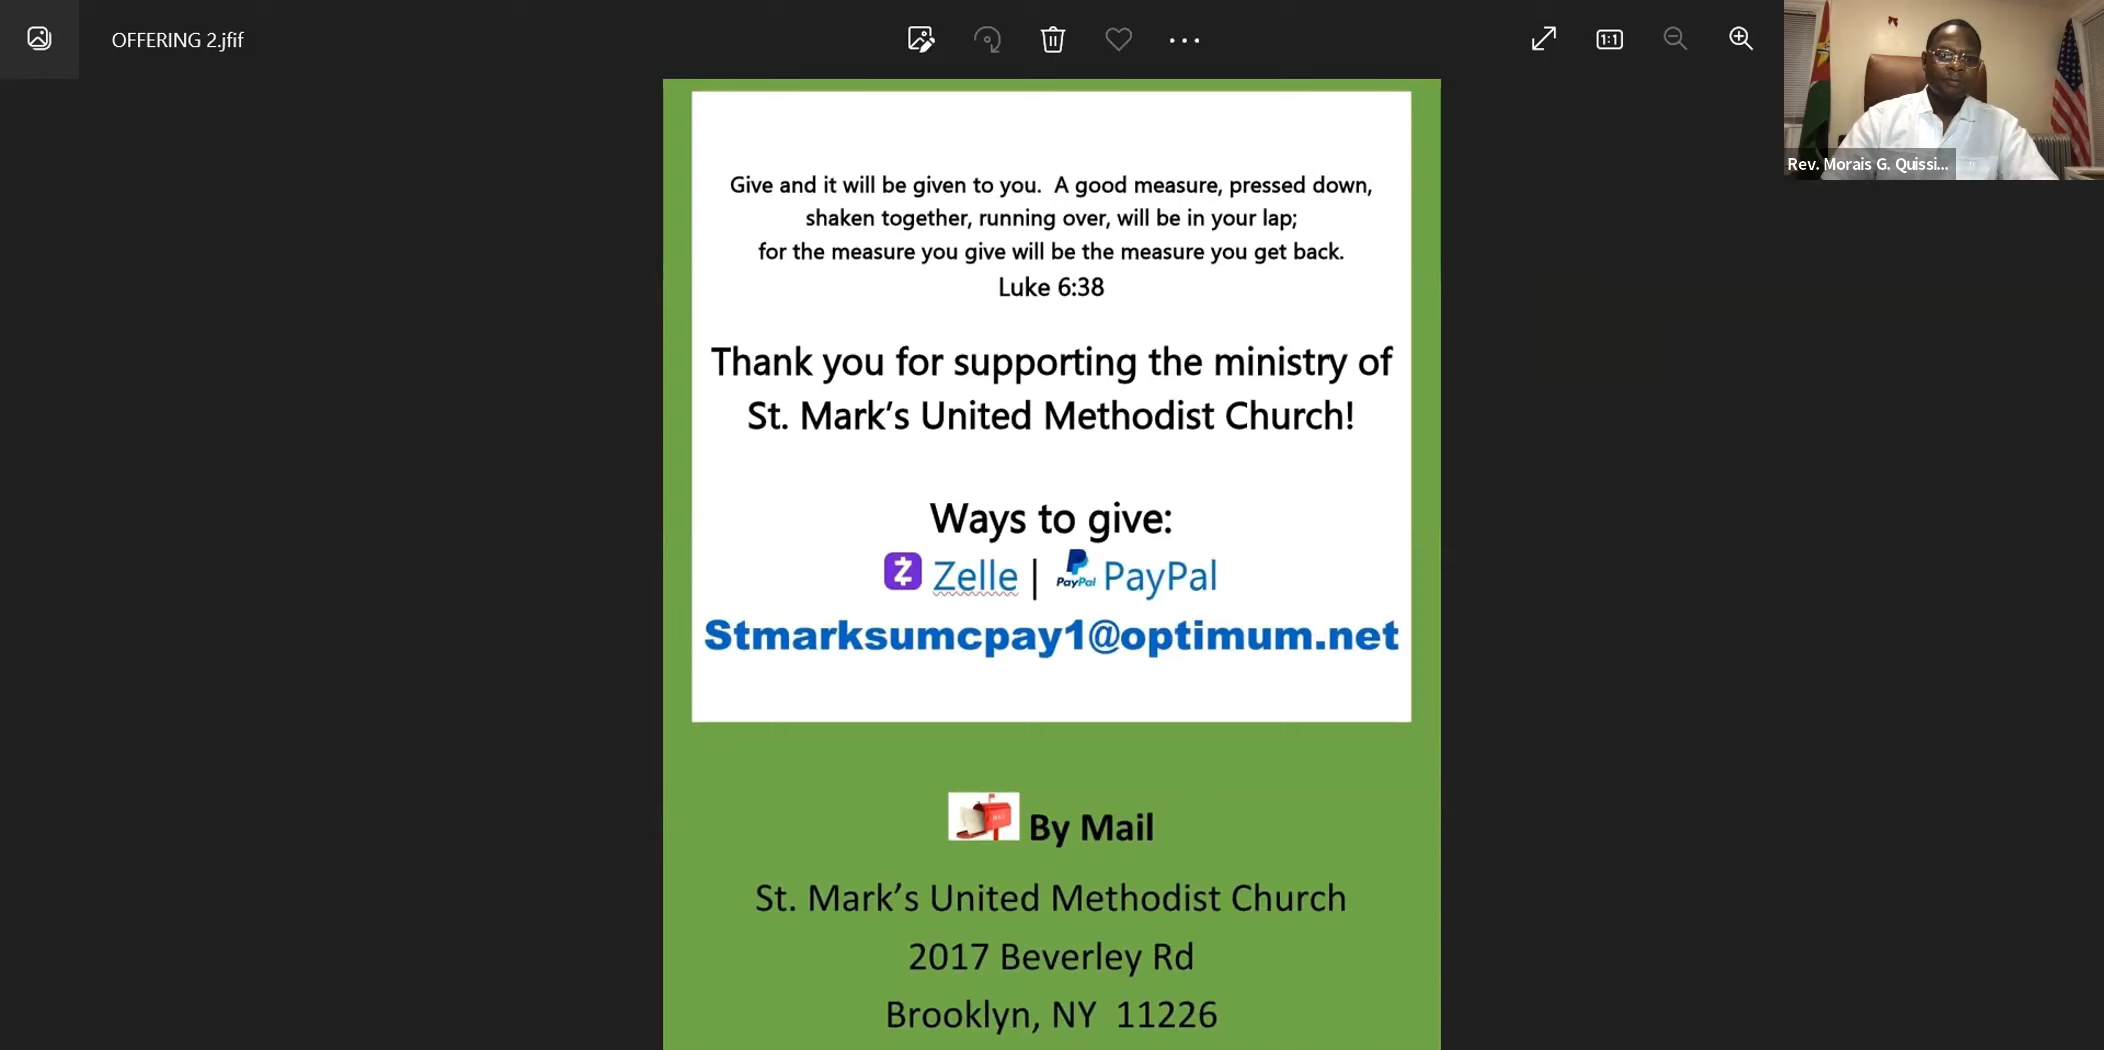 OFFERING 2.jfif
1:1
Rev. Morais G. Quissi...
Give and it will be given to you.  A good measure, pressed down,
shaken together, running over, will be in your lap;
for the measure you give will be the measure you get back.
Luke 6:38
Thank you for supporting the ministry of
St. Mark’s United Methodist Church!
Ways to give:
Zelle | PayPal PayPal
Stmarksumcpay1@optimum.net
By Mail
St. Mark’s United Methodist Church
2017 Beverley Rd
Brooklyn, NY  11226